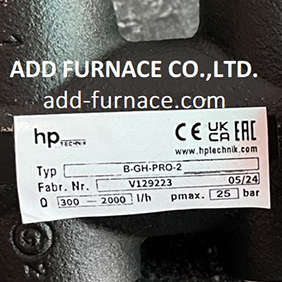 ADD FURNACE CO.,LTD.
add-furnace.com
hp TECHNIK
CE UK CA EAC
www.hptechnik.com
Typ B-GH-PRO-2
Fabr. Nr. V129223 05/24
Q 300 - 2000 l/h pmax. 25 bar